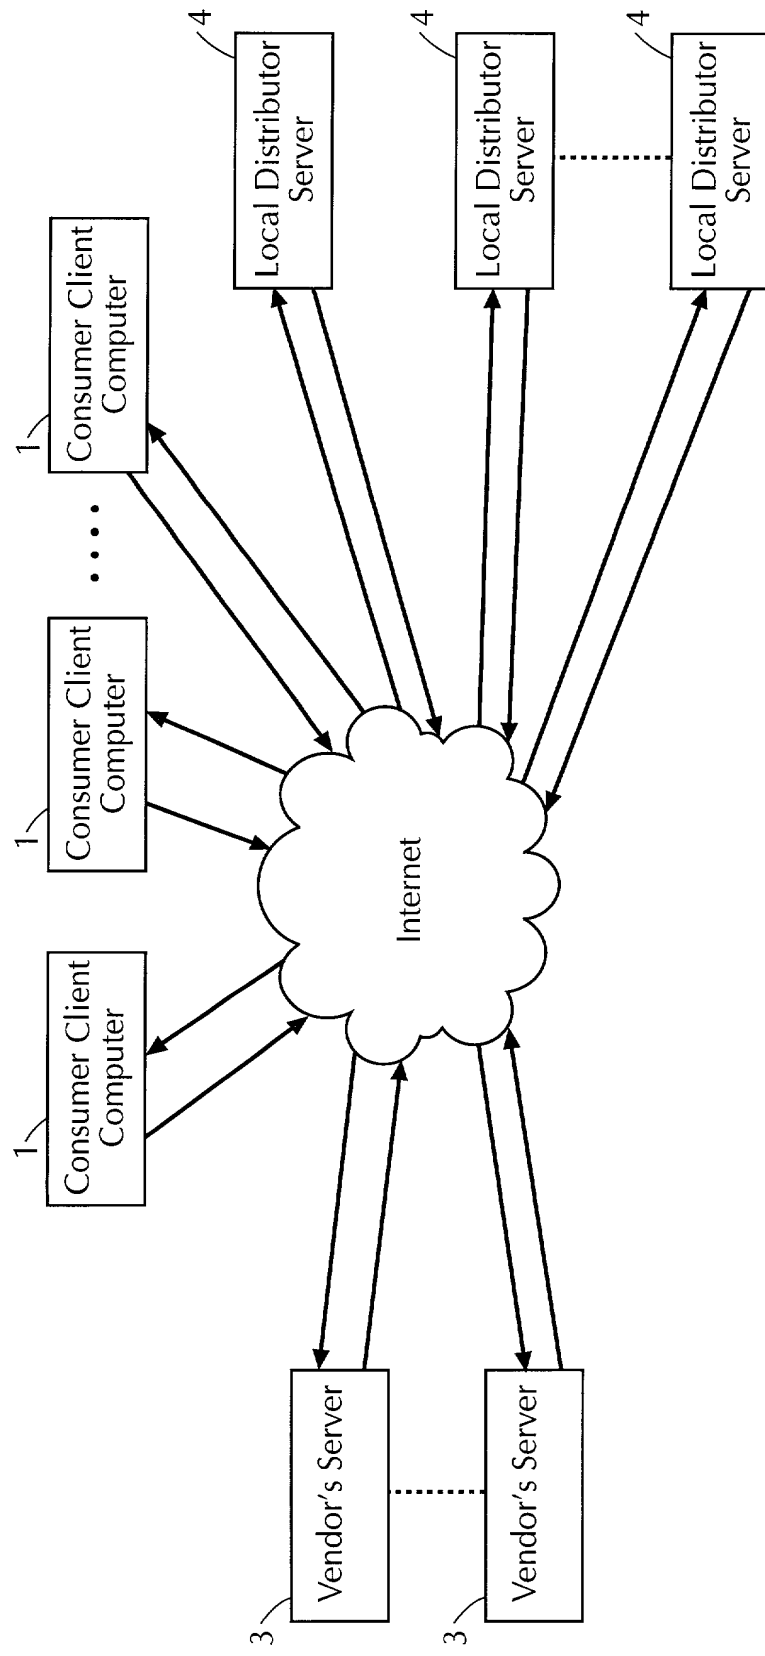 1
Consumer Client
Computer
1
Consumer Client
Computer
1
Consumer Client
Computer
4
Local Distributor
Server
3
Vendor's Server
Internet
4
Local Distributor
Server
3
Vendor's Server
4
Local Distributor
Server